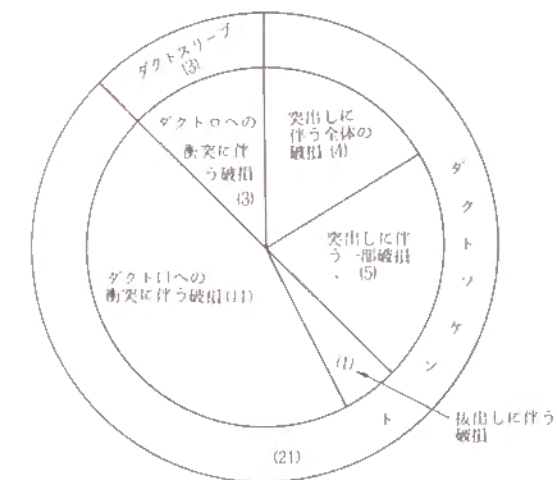 ダクトスリーブ
(3)
ダクト口への
衝突に伴
う破損
(3)
突出しに
伴う全体の
破損 (4)
突出しに伴
う一部破損
(5)
ダクト口への
衝突に伴う破損 (11)
(1)
抜出しに伴う
破損
ダクトソケット
(21)